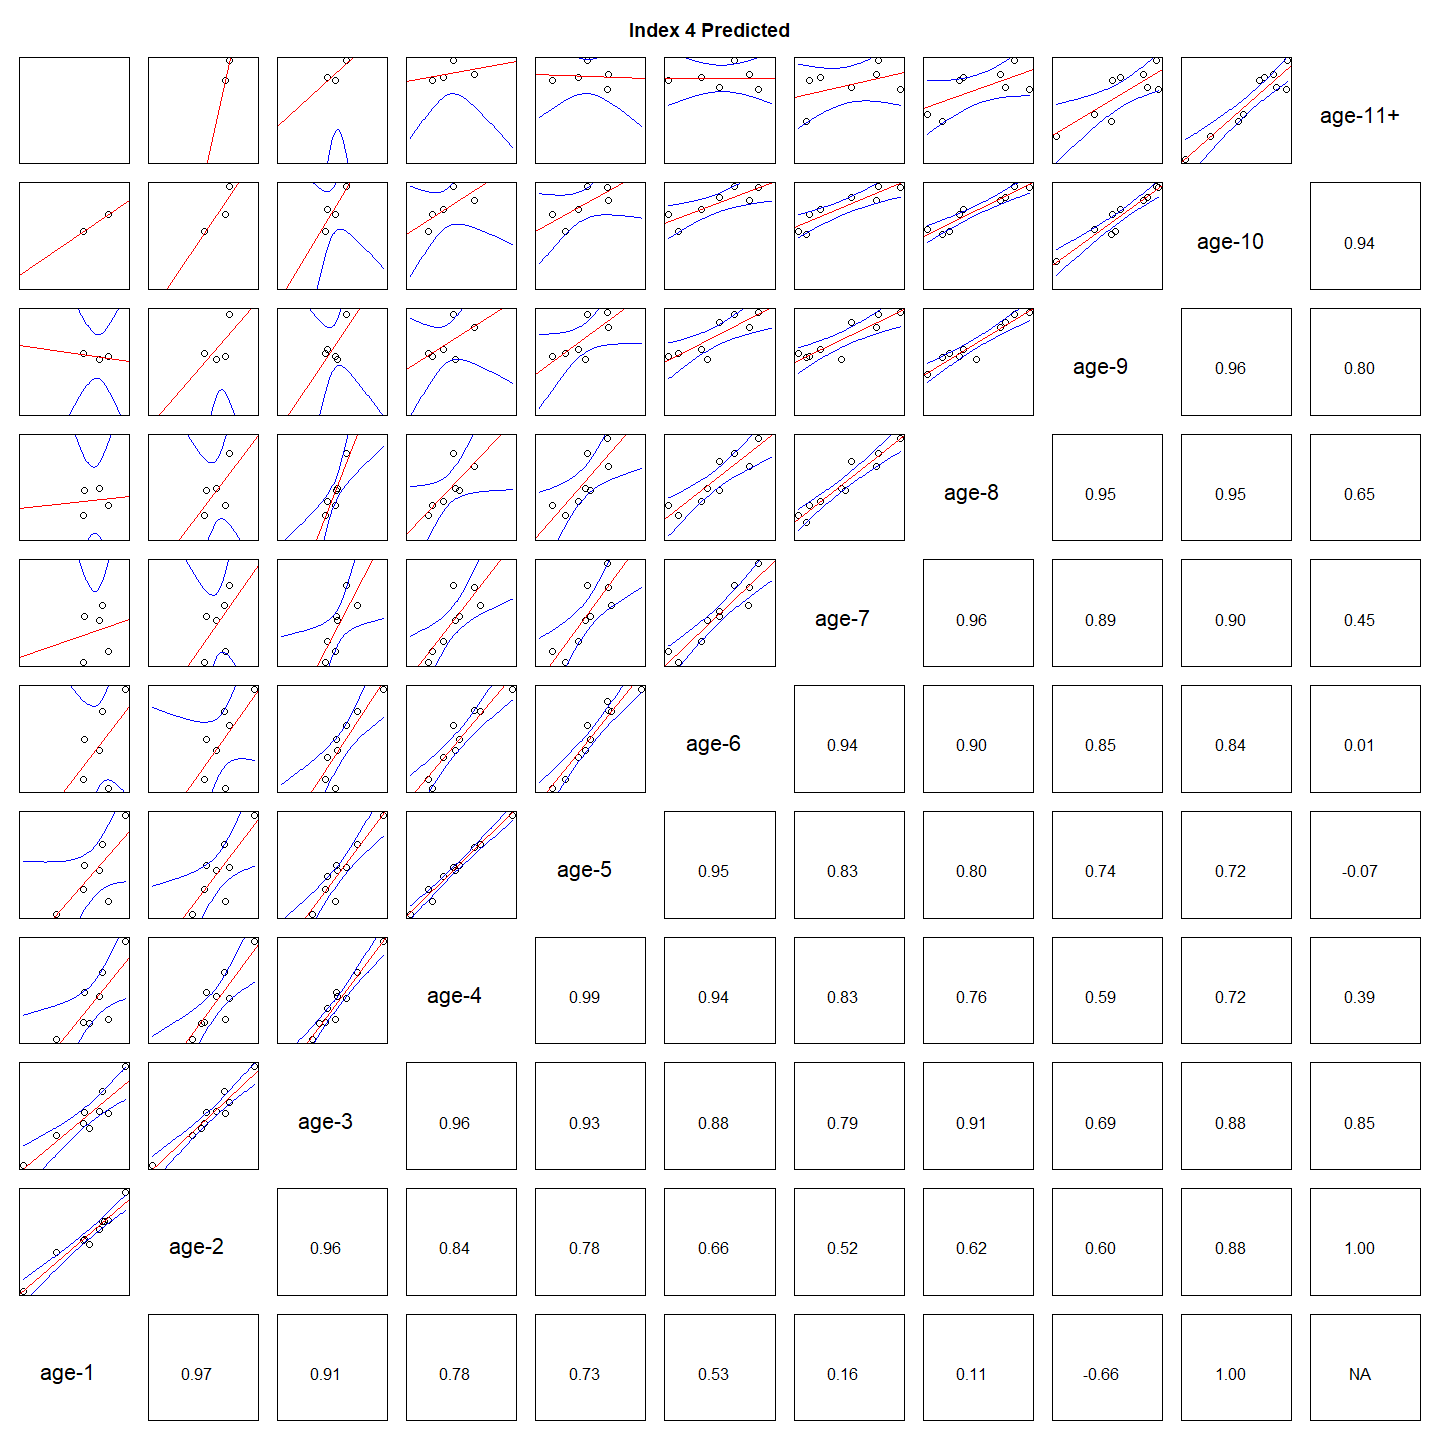 Index 4 Predicted
age-11+
age-10 0.94
age-9 0.96 0.80
age-8 0.95 0.95 0.65
age-7 0.96 0.89 0.90 0.45
age-6 0.94 0.90 0.85 0.84 0.01
age-5 0.95 0.83 0.80 0.74 0.72 -0.07
age-4 0.99 0.94 0.83 0.76 0.59 0.72 0.39
age-3 0.96 0.93 0.88 0.79 0.91 0.69 0.88 0.85
age-2 0.96 0.84 0.78 0.66 0.52 0.62 0.60 0.88 1.00
age-1 0.97 0.91 0.78 0.73 0.53 0.16 0.11 -0.66 1.00 NA